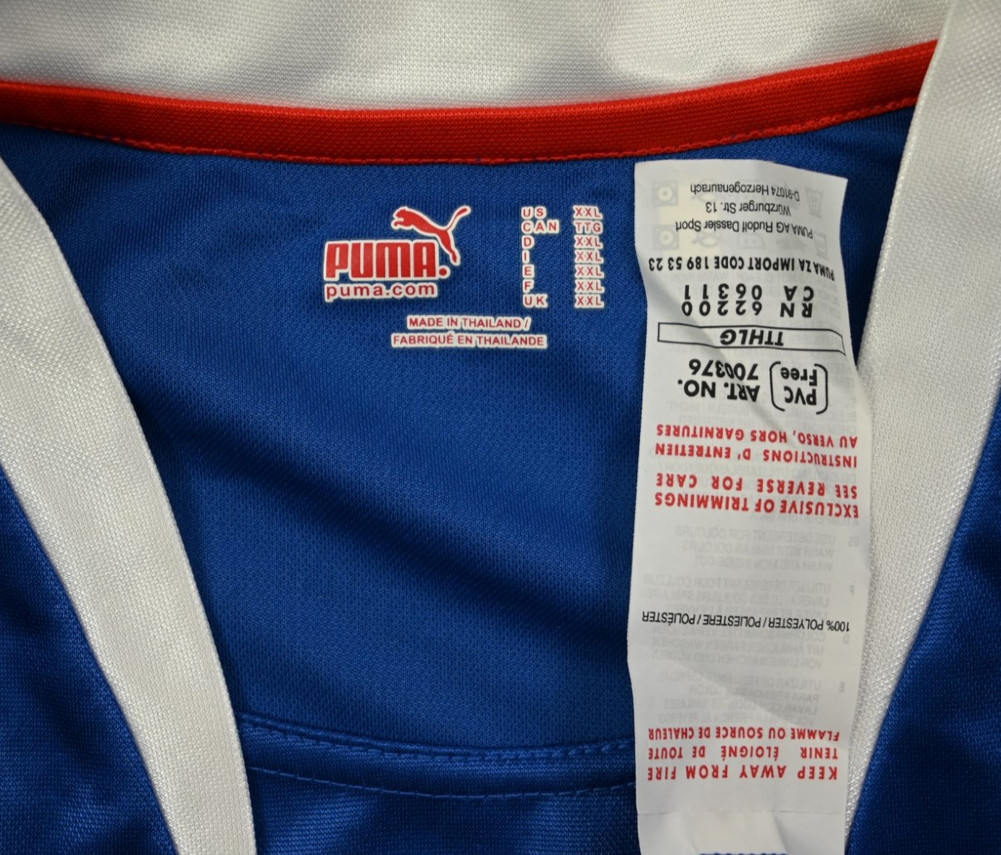 PUMA.
puma.com
US XXL
CAN TTG
D XXL
I XXL
E XXL
F XXL
UK XXL
MADE IN THAILAND /
FABRIQUÉ EN THAILANDE
KEEP AWAY FROM FIRE
TENIR ÉLOIGNÉ DE TOUTE
FLAMME OU SOURCE DE CHALEUR
100% POLYESTER / POLIESTERE / POLIÉSTER
EXCLUSIVE OF TRIMMINGS
SEE REVERSE FOR CARE
INSTRUCTIONS D' ENTRETIEN
AU VERSO, HORS GARNITURES
PVC Free ART. NO. 700376
TTHLG
RN 62200
CA 06311
PUMA ZA IMPORT CODE 189 53 23
PUMA AG Rudolf Dassler Sport
Würzburger Str. 13
D-91074 Herzogenaurach